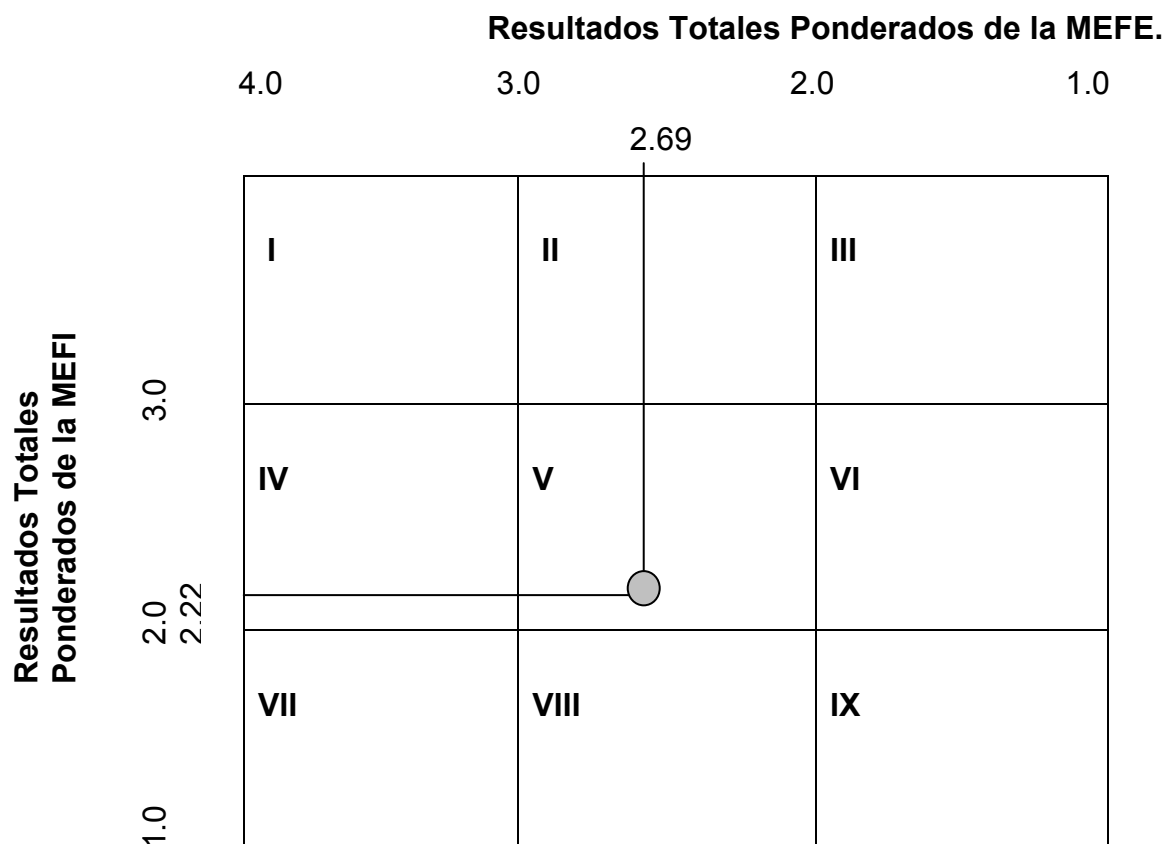 Resultados Totales Ponderados de la MEFE.
4.0 3.0 2.0 1.0
2.69
I II III
3.0
IV V VI
2.0
2.22
VII VIII IX
1.0
Resultados Totales
Ponderados de la MEFI